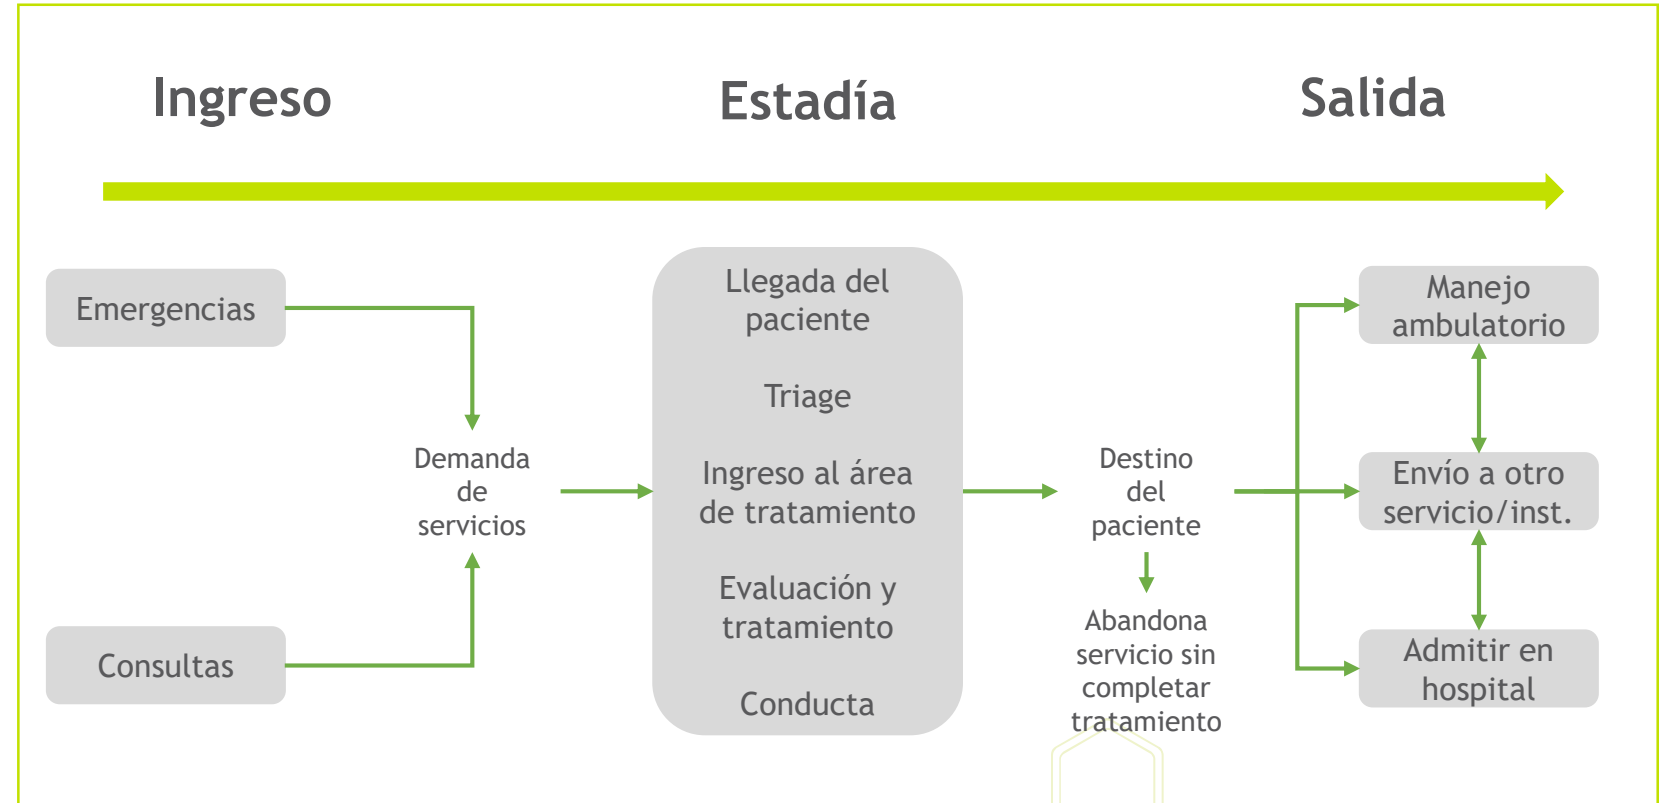 Ingreso
Estadía
Salida
Emergencias
Consultas
Demanda
de
servicios
Llegada del
paciente
Triage
Ingreso al área
de tratamiento
Evaluación y
tratamiento
Conducta
Destino
del
paciente
Abandona
servicio sin
completar
tratamiento
Manejo
ambulatorio
Envío a otro
servicio/inst.
Admitir en
hospital